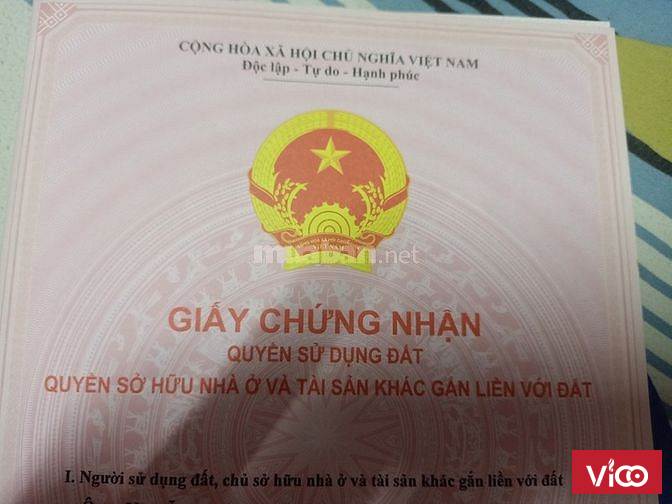 CỘNG HÒA XÃ HỘI CHỦ NGHĨA VIỆT NAM
Độc lập - Tự do - Hạnh phúc
VIỆT NAM
muaban.net
GIẤY CHỨNG NHẬN
QUYỀN SỬ DỤNG ĐẤT
QUYỀN SỞ HỮU NHÀ Ở VÀ TÀI SẢN KHÁC GẮN LIỀN VỚI ĐẤT
I. Người sử dụng đất, chủ sở hữu nhà ở và tài sản khác gắn liền với đất
vico